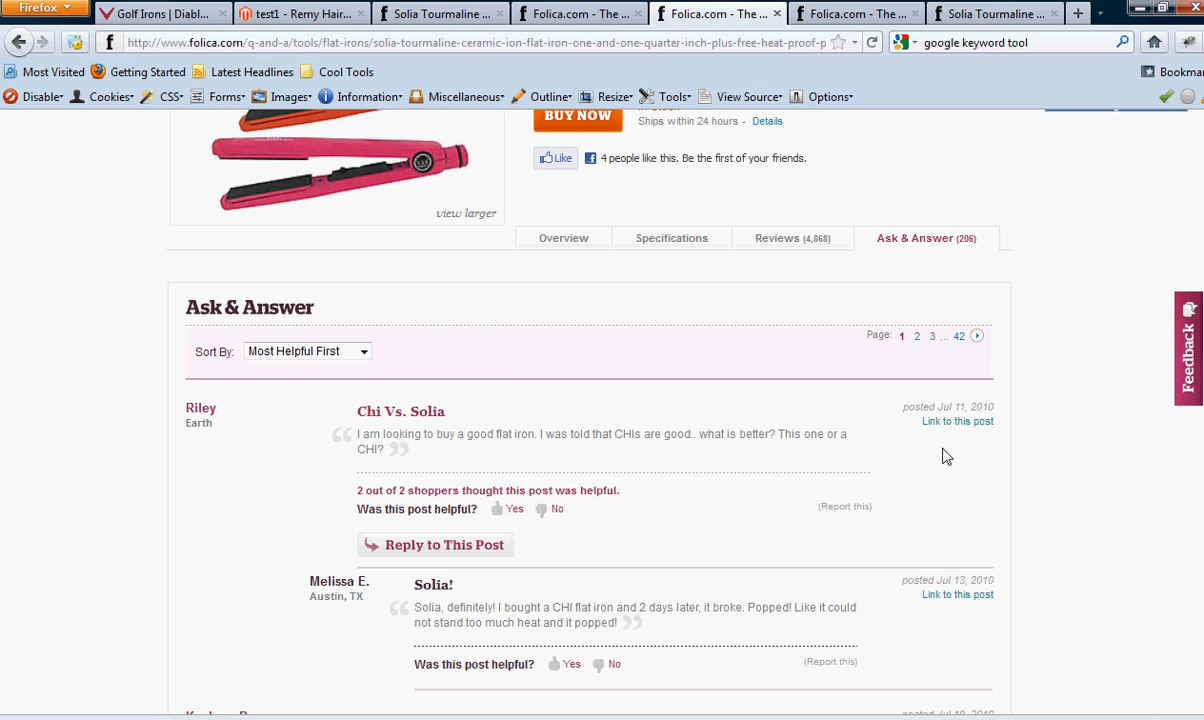 Firefox
Golf Irons | Diabl...
test1 - Remy Hair...
Solia Tourmaline ...
Folica.com - The ...
Folica.com - The ...
Folica.com - The ...
Solia Tourmaline ...
http://www.folica.com/q-and-a/tools/flat-irons/solia-tourmaline-ceramic-ion-flat-iron-one-and-one-quarter-inch-plus-free-heat-proof-p
google keyword tool
Most Visited Getting Started Latest Headlines Cool Tools Bookmar
Disable Cookies CSS Forms Images Information Miscellaneous Outline Resize Tools View Source Options
BUY NOW
Ships within 24 hours - Details
Like 4 people like this. Be the first of your friends.
view larger
Overview Specifications Reviews (4,868) Ask & Answer (206)
Ask & Answer
Page: 1 2 3 ... 42
Sort By: Most Helpful First
Feedback
Riley
Earth
Chi Vs. Solia
posted Jul 11, 2010
Link to this post
I am looking to buy a good flat iron. I was told that CHIs are good.. what is better? This one or a
CHI?
2 out of 2 shoppers thought this post was helpful.
Was this post helpful? Yes No (Report this)
Reply to This Post
Melissa E.
Austin, TX
Solia!
posted Jul 13, 2010
Link to this post
Solia, definitely! I bought a CHI flat iron and 2 days later, it broke. Popped! Like it could
not stand too much heat and it popped!
Was this post helpful? Yes No (Report this)